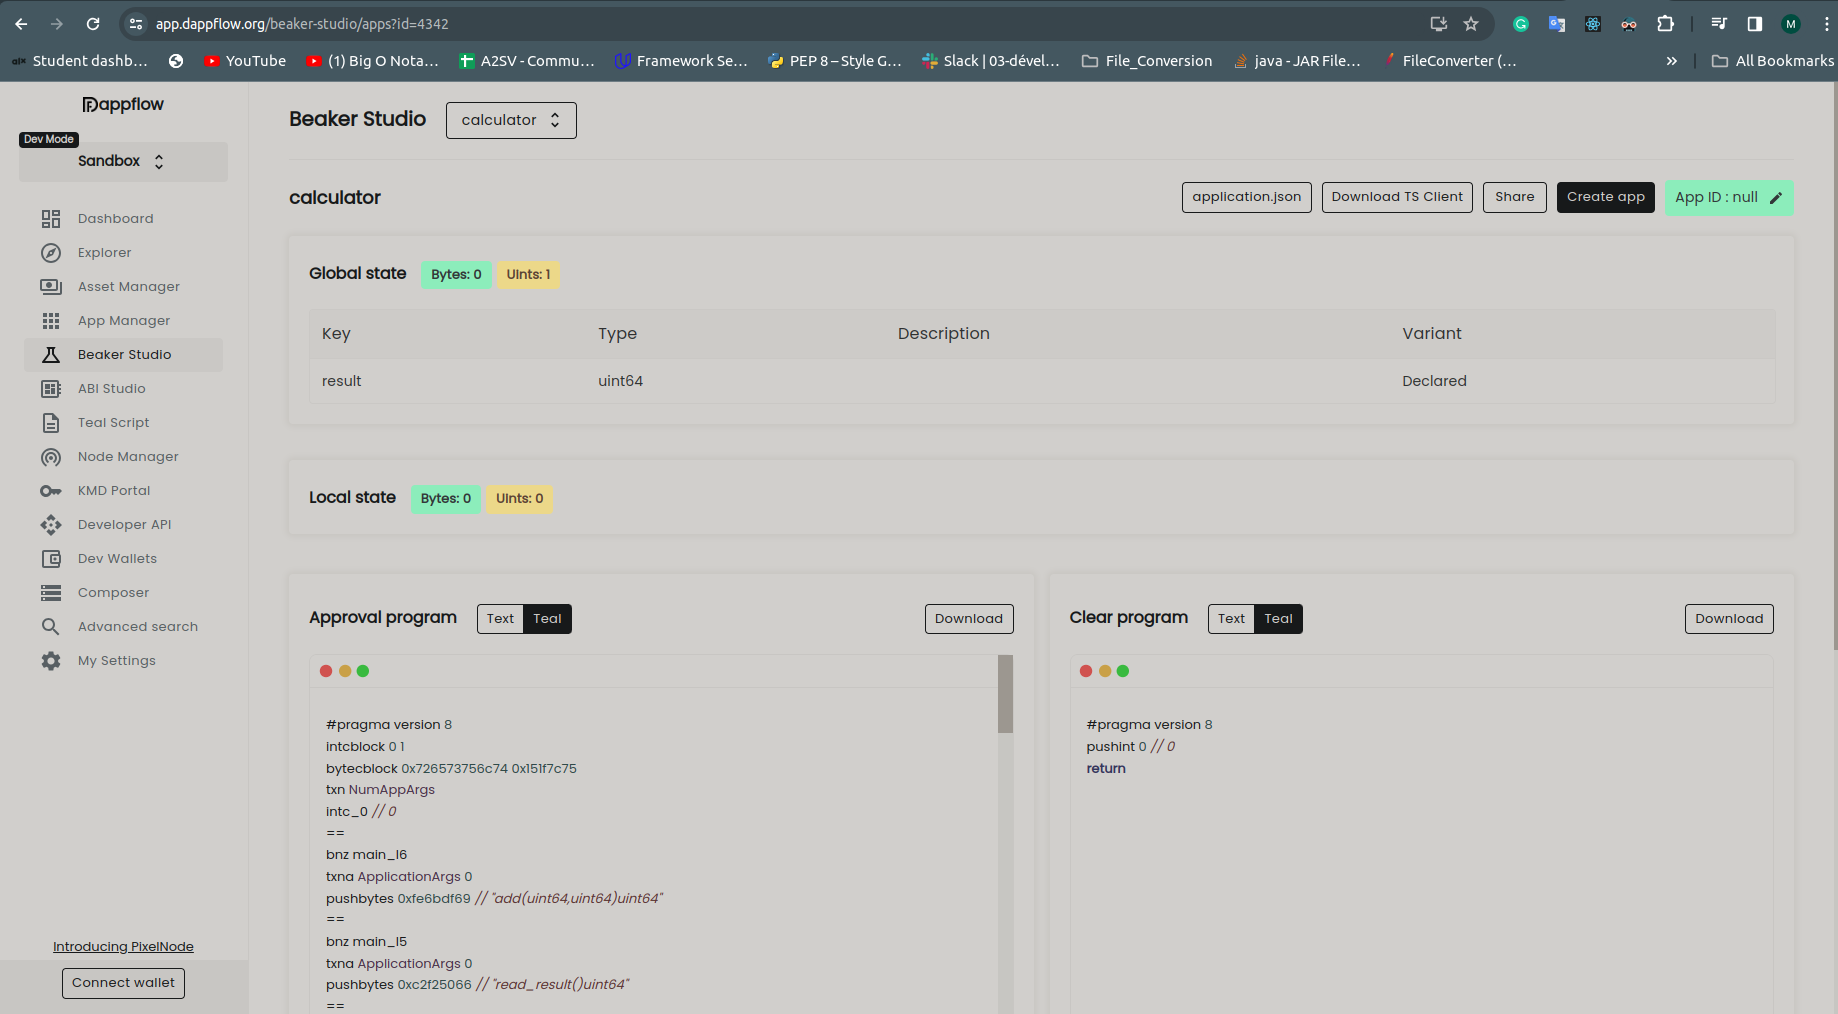 app.dappflow.org/beaker-studio/apps?id=4342
M
Student dashb... YouTube (1) Big O Nota... A2SV - Commu... Framework Se... PEP 8 – Style G... Slack | 03-dével... File_Conversion java - JAR File... FileConverter (... » All Bookmarks
Dappflow
Dev Mode
Sandbox
Dashboard
Explorer
Asset Manager
App Manager
Beaker Studio
ABI Studio
Teal Script
Node Manager
KMD Portal
Developer API
Dev Wallets
Composer
Advanced search
My Settings
Introducing PixelNode
Connect wallet
Beaker Studio calculator
calculator application.json Download TS Client Share Create app App ID : null
Global state Bytes: 0 UInts: 1
Key Type Description Variant
result uint64 Declared
Local state Bytes: 0 UInts: 0
Approval program Text Teal Download
#pragma version 8
intcblock 0 1
bytecblock 0x726573756c74 0x151f7c75
txn NumAppArgs
intc_0 // 0
==
bnz main_l6
txna ApplicationArgs 0
pushbytes 0xfe6bdf69 // "add(uint64,uint64)uint64"
==
bnz main_l5
txna ApplicationArgs 0
pushbytes 0xc2f25066 // "read_result()uint64"
==
Clear program Text Teal Download
#pragma version 8
pushint 0 // 0
return